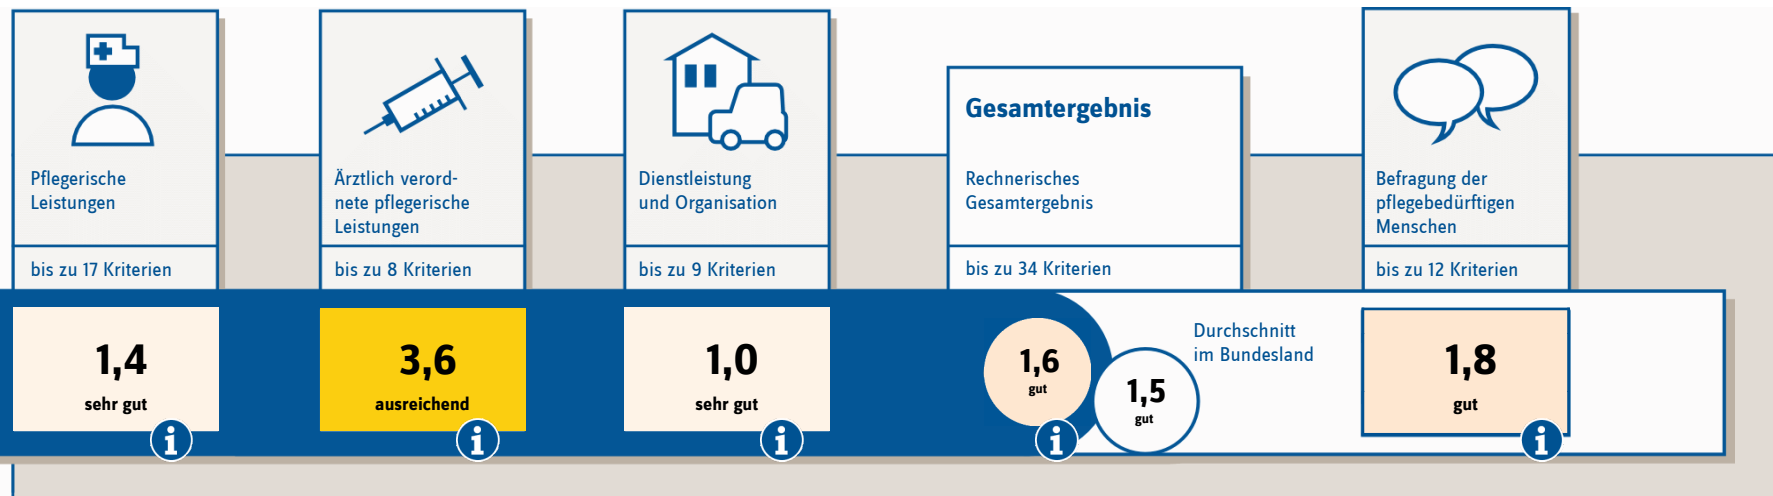 Pflegerische
Leistungen
bis zu 17 Kriterien
1,4
sehr gut
i
Ärztlich verord-
nete pflegerische
Leistungen
bis zu 8 Kriterien
3,6
ausreichend
i
Dienstleistung
und Organisation
bis zu 9 Kriterien
1,0
sehr gut
i
Gesamtergebnis
Rechnerisches
Gesamtergebnis
bis zu 34 Kriterien
1,6
gut
i
Durchschnitt
im Bundesland
1,5
gut
Befragung der
pflegebedürftigen
Menschen
bis zu 12 Kriterien
1,8
gut
i